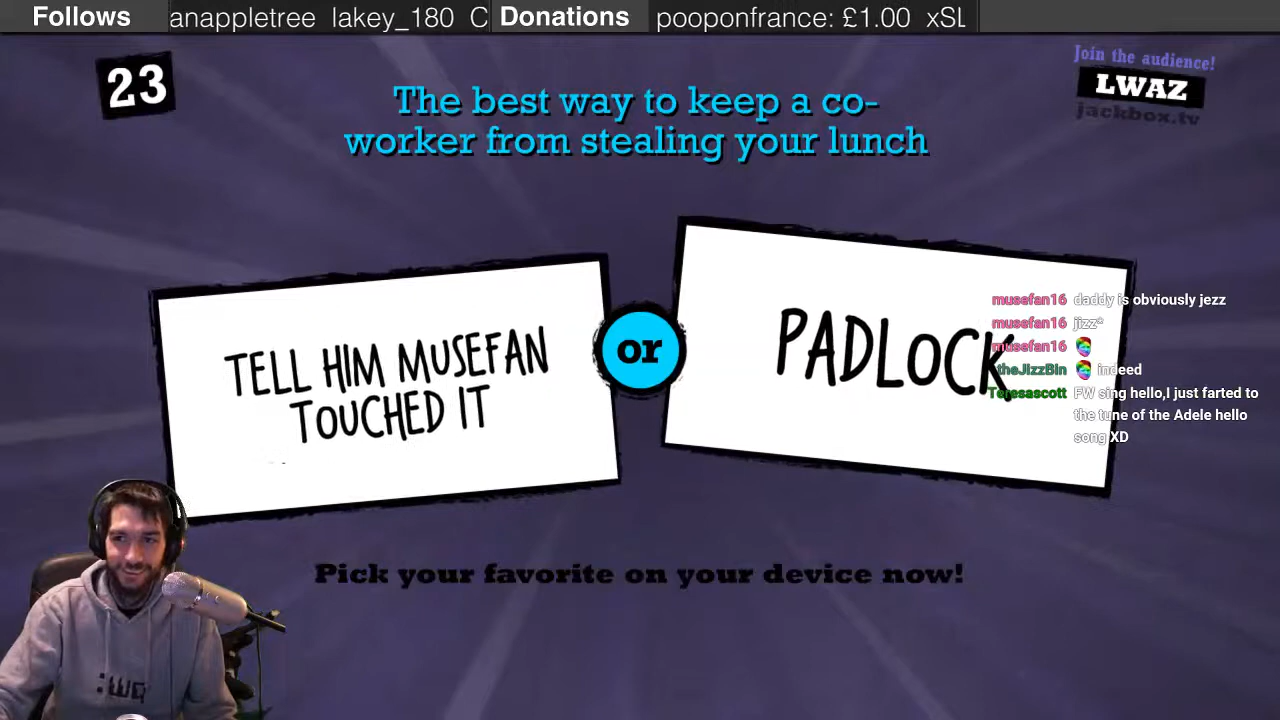 Follows anappletree lakey_180 C Donations pooponfrance: £1.00 xSL
23
Join the audience!
LWAZ
jackbox.tv
The best way to keep a co-
worker from stealing your lunch
TELL HIM MUSEFAN
TOUCHED IT
or
PADLOCK
musefan16 daddy is obviously jezz
musefan16 jizz*
musefan16
theJIzzBin indeed
Teresascott FW sing hello,I just farted to
the tune of the Adele hello
song XD
Pick your favorite on your device now!
:wq